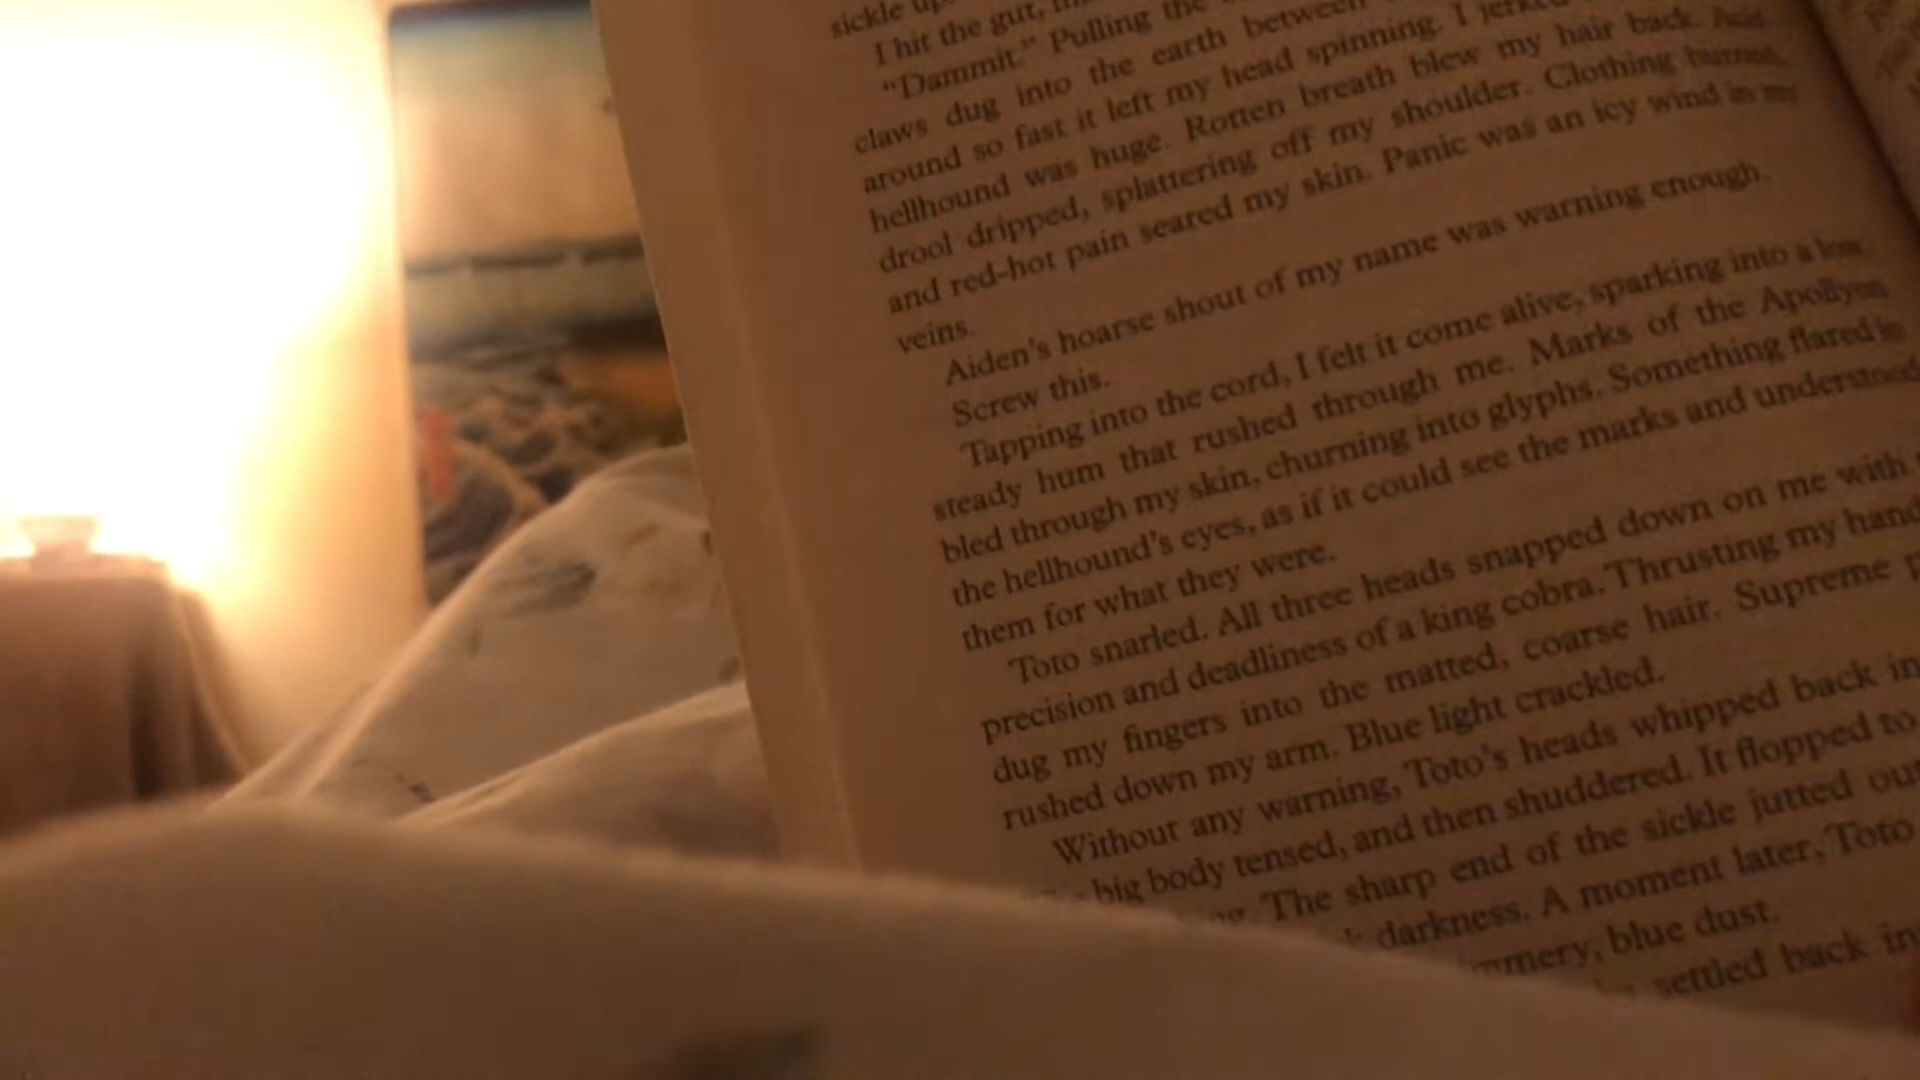 sickle up.
I hit the gut,
"Dammit." Pulling the
claws dug into the earth between
around so fast it left my head spinning. I jerked
hellhound was huge. Rotten breath blew my hair back. Acid
drool dripped, splattering off my shoulder. Clothing burned,
and red-hot pain seared my skin. Panic was an icy wind in my
veins.
Aiden's hoarse shout of my name was warning enough.
Screw this.
Tapping into the cord, I felt it come alive, sparking into a low,
steady hum that rushed through me. Marks of the Apollyon
bled through my skin, churning into glyphs. Something flared in
the hellhound's eyes, as if it could see the marks and understood
them for what they were.
Toto snarled. All three heads snapped down on me with
precision and deadliness of a king cobra. Thrusting my hand
dug my fingers into the matted, coarse hair. Supreme
rushed down my arm. Blue light crackled.
Without any warning, Toto's heads whipped back in
big body tensed, and then shuddered. It flopped to
The sharp end of the sickle jutted out
darkness. A moment later, Toto
blue dust.
settled back in